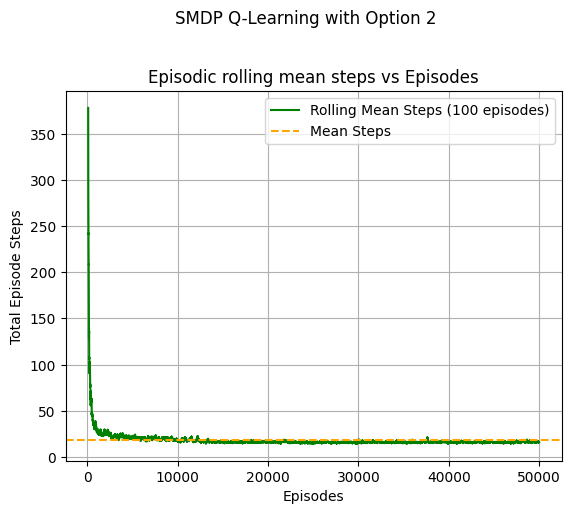 SMDP Q-Learning with Option 2
Episodic rolling mean steps vs Episodes
Rolling Mean Steps (100 episodes)
Mean Steps
Total Episode Steps
350
300
250
200
150
100
50
0
0 10000 20000 30000 40000 50000
Episodes